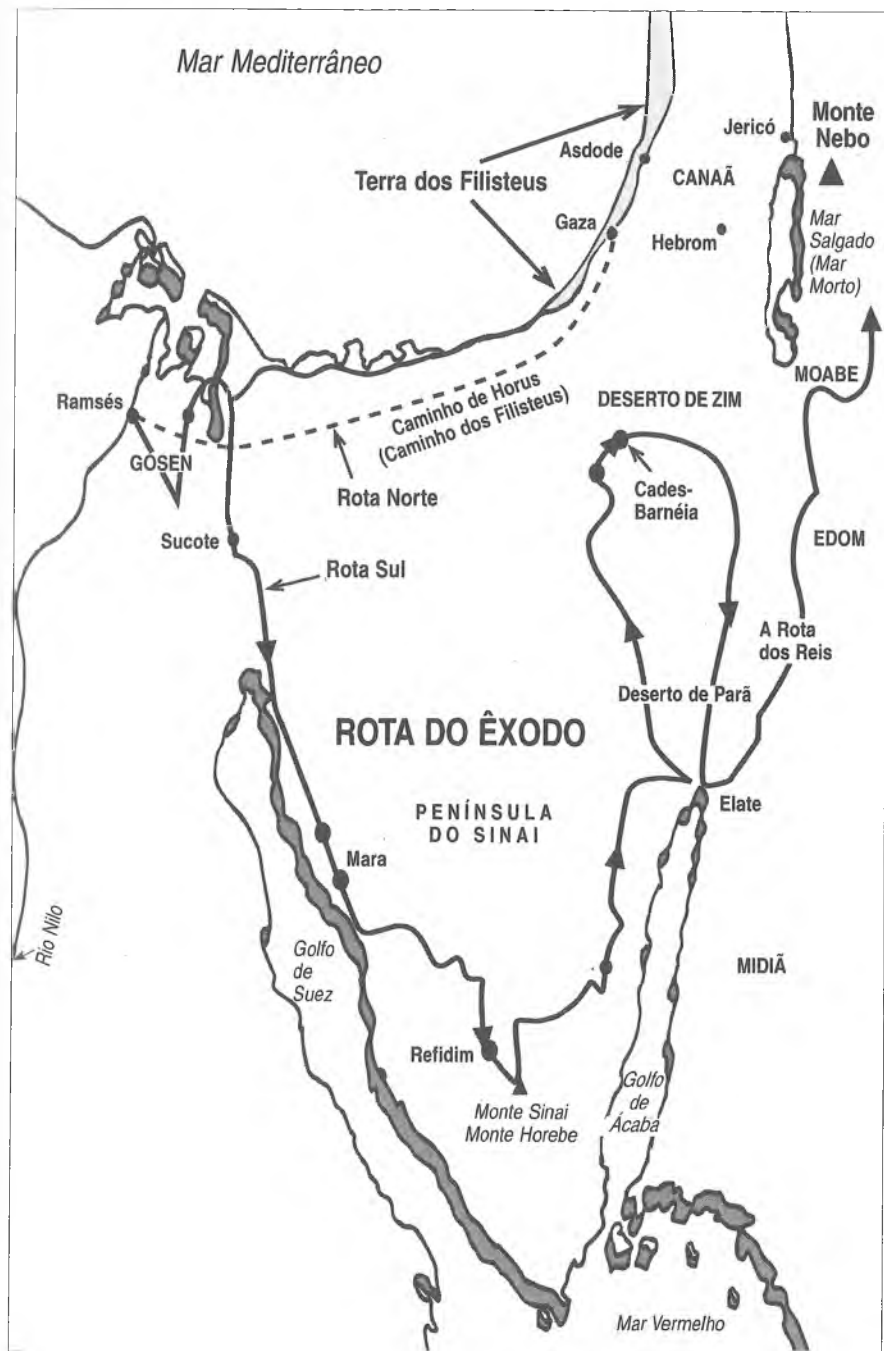 Mar Mediterrâneo
Jericó
Monte
Nebo
Asdode
CANAÃ
Terra dos Filisteus
Gaza
Hebrom
Mar
Salgado
(Mar
Morto)
MOABE
Ramsés
Caminho de Horus
(Caminho dos Filisteus)
DESERTO DE ZIM
GÓSEN
Rota Norte
Cades-
Barnéia
Sucote
EDOM
Rota Sul
A Rota
dos Reis
Deserto de Parã
ROTA DO ÊXODO
PENÍNSULA
DO SINAI
Elate
Mara
Rio Nilo
Golfo
de
Suez
MIDIÃ
Refidim
Monte Sinai
Monte Horebe
Golfo
de
Ácaba
Mar Vermelho